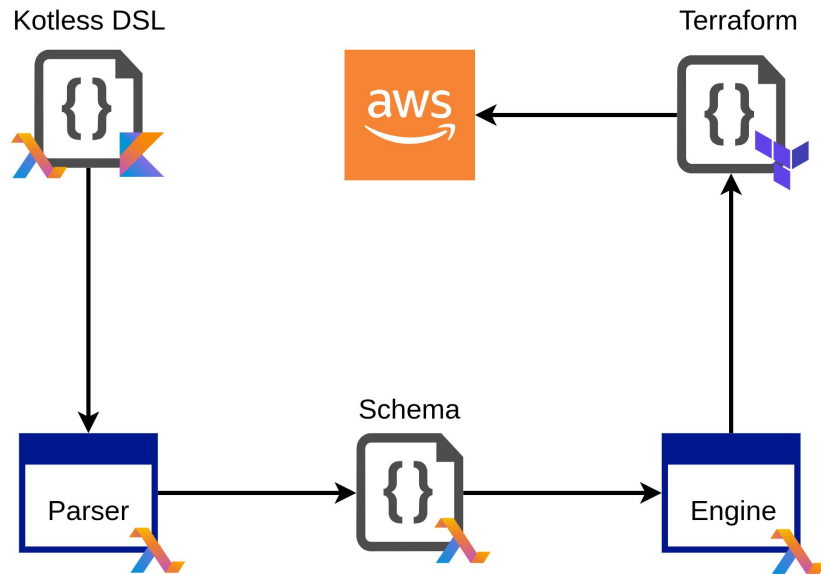 Kotless DSL
Terraform
{}
{}
aws
Schema
Parser
{}
Engine